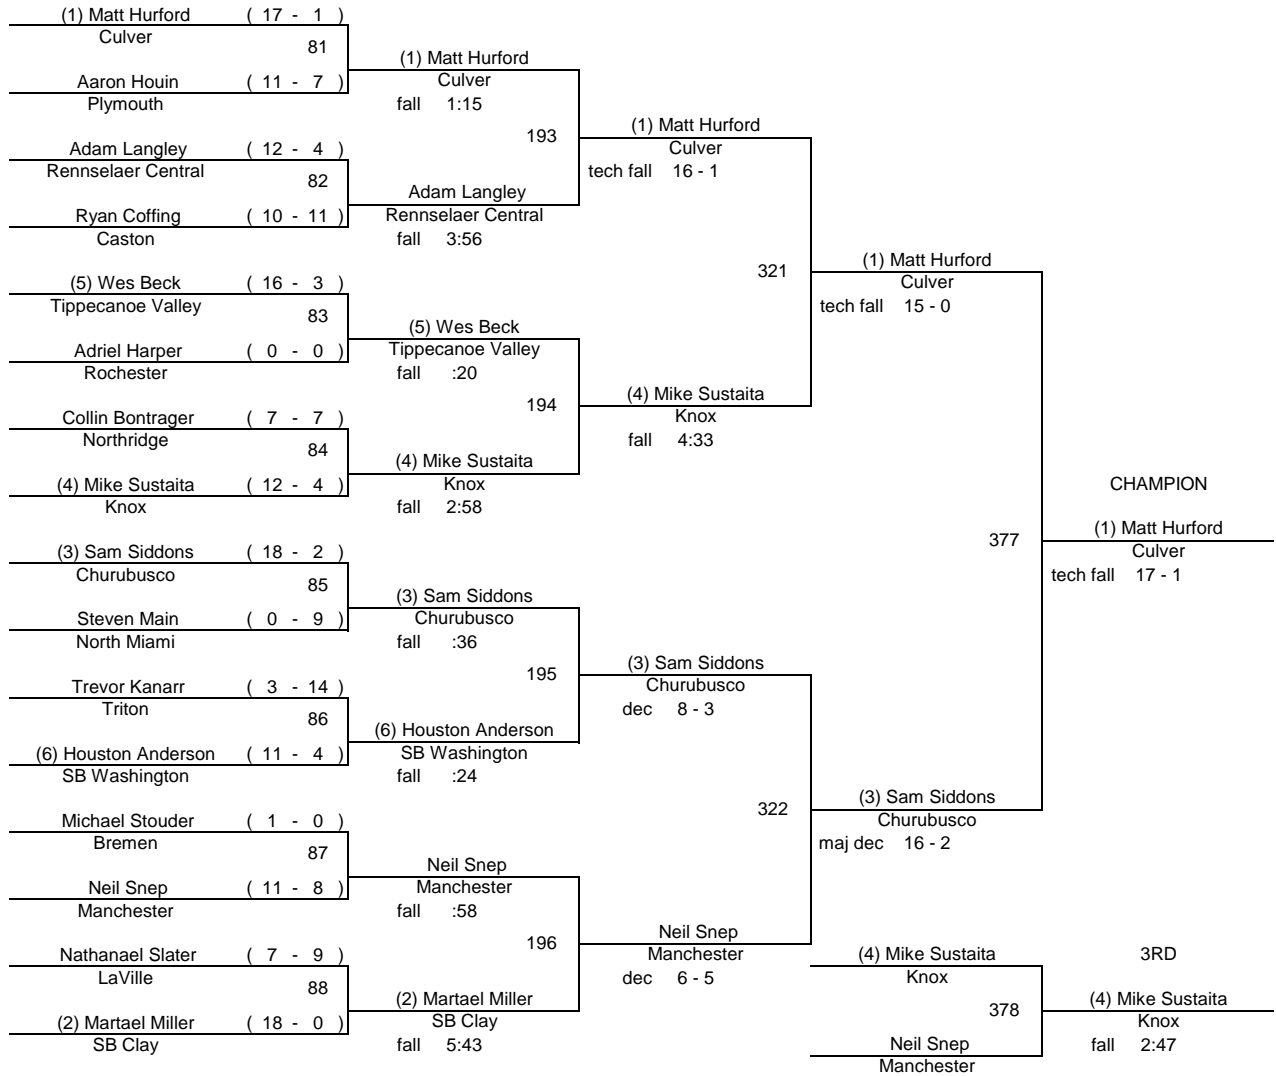 (1) Matt Hurford ( 17 - 1 )
Culver
81
Aaron Houin ( 11 - 7 )
Plymouth
Adam Langley ( 12 - 4 )
Rennselaer Central
82
Ryan Coffing ( 10 - 11 )
Caston
(5) Wes Beck ( 16 - 3 )
Tippecanoe Valley
83
Adriel Harper ( 0 - 0 )
Rochester
Collin Bontrager ( 7 - 7 )
Northridge
84
(4) Mike Sustaita ( 12 - 4 )
Knox
(3) Sam Siddons ( 18 - 2 )
Churubusco
85
Steven Main ( 0 - 9 )
North Miami
Trevor Kanarr ( 3 - 14 )
Triton
86
(6) Houston Anderson ( 11 - 4 )
SB Washington
Michael Stouder ( 1 - 0 )
Bremen
87
Neil Snep ( 11 - 8 )
Manchester
Nathanael Slater ( 7 - 9 )
LaVille
88
(2) Martael Miller ( 18 - 0 )
SB Clay
(1) Matt Hurford
Culver
fall 1:15
193
Adam Langley
Rennselaer Central
fall 3:56
(5) Wes Beck
Tippecanoe Valley
fall :20
194
(4) Mike Sustaita
Knox
fall 2:58
(3) Sam Siddons
Churubusco
fall :36
195
(6) Houston Anderson
SB Washington
fall :24
Neil Snep
Manchester
fall :58
196
(2) Martael Miller
SB Clay
fall 5:43
(1) Matt Hurford
Culver
tech fall 16 - 1
321
(4) Mike Sustaita
Knox
fall 4:33
(3) Sam Siddons
Churubusco
dec 8 - 3
322
Neil Snep
Manchester
dec 6 - 5
(1) Matt Hurford
Culver
tech fall 15 - 0
377
(3) Sam Siddons
Churubusco
maj dec 16 - 2
CHAMPION
(1) Matt Hurford
Culver
tech fall 17 - 1
(4) Mike Sustaita
Knox
378
Neil Snep
Manchester
3RD
(4) Mike Sustaita
Knox
fall 2:47